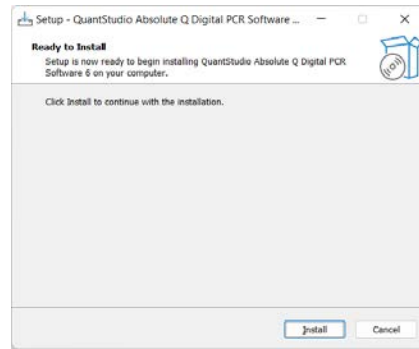 Setup - QuantStudio Absolute Q Digital PCR Software ...
Ready to Install
Setup is now ready to begin installing QuantStudio Absolute Q Digital PCR
Software 6 on your computer.
Click Install to continue with the installation.
Install
Cancel